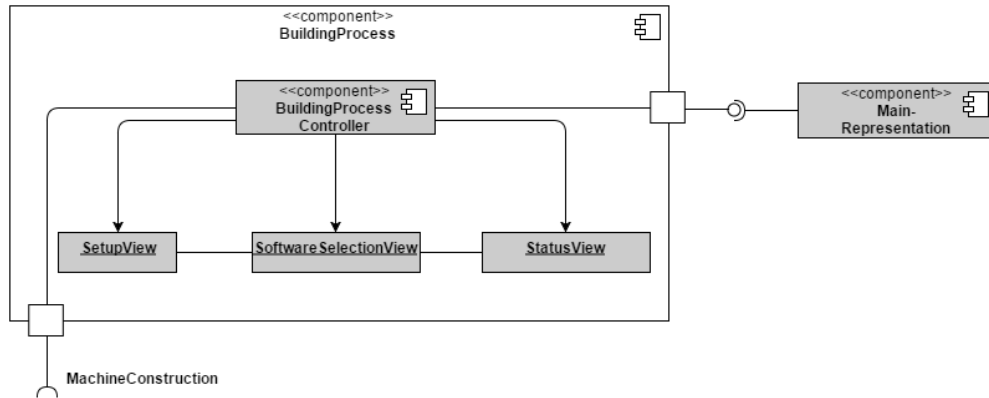 <<component>>
BuildingProcess
<<component>>
BuildingProcess
Controller
<<component>>
Main-
Representation
SetupView
SoftwareSelectionView
StatusView
MachineConstruction